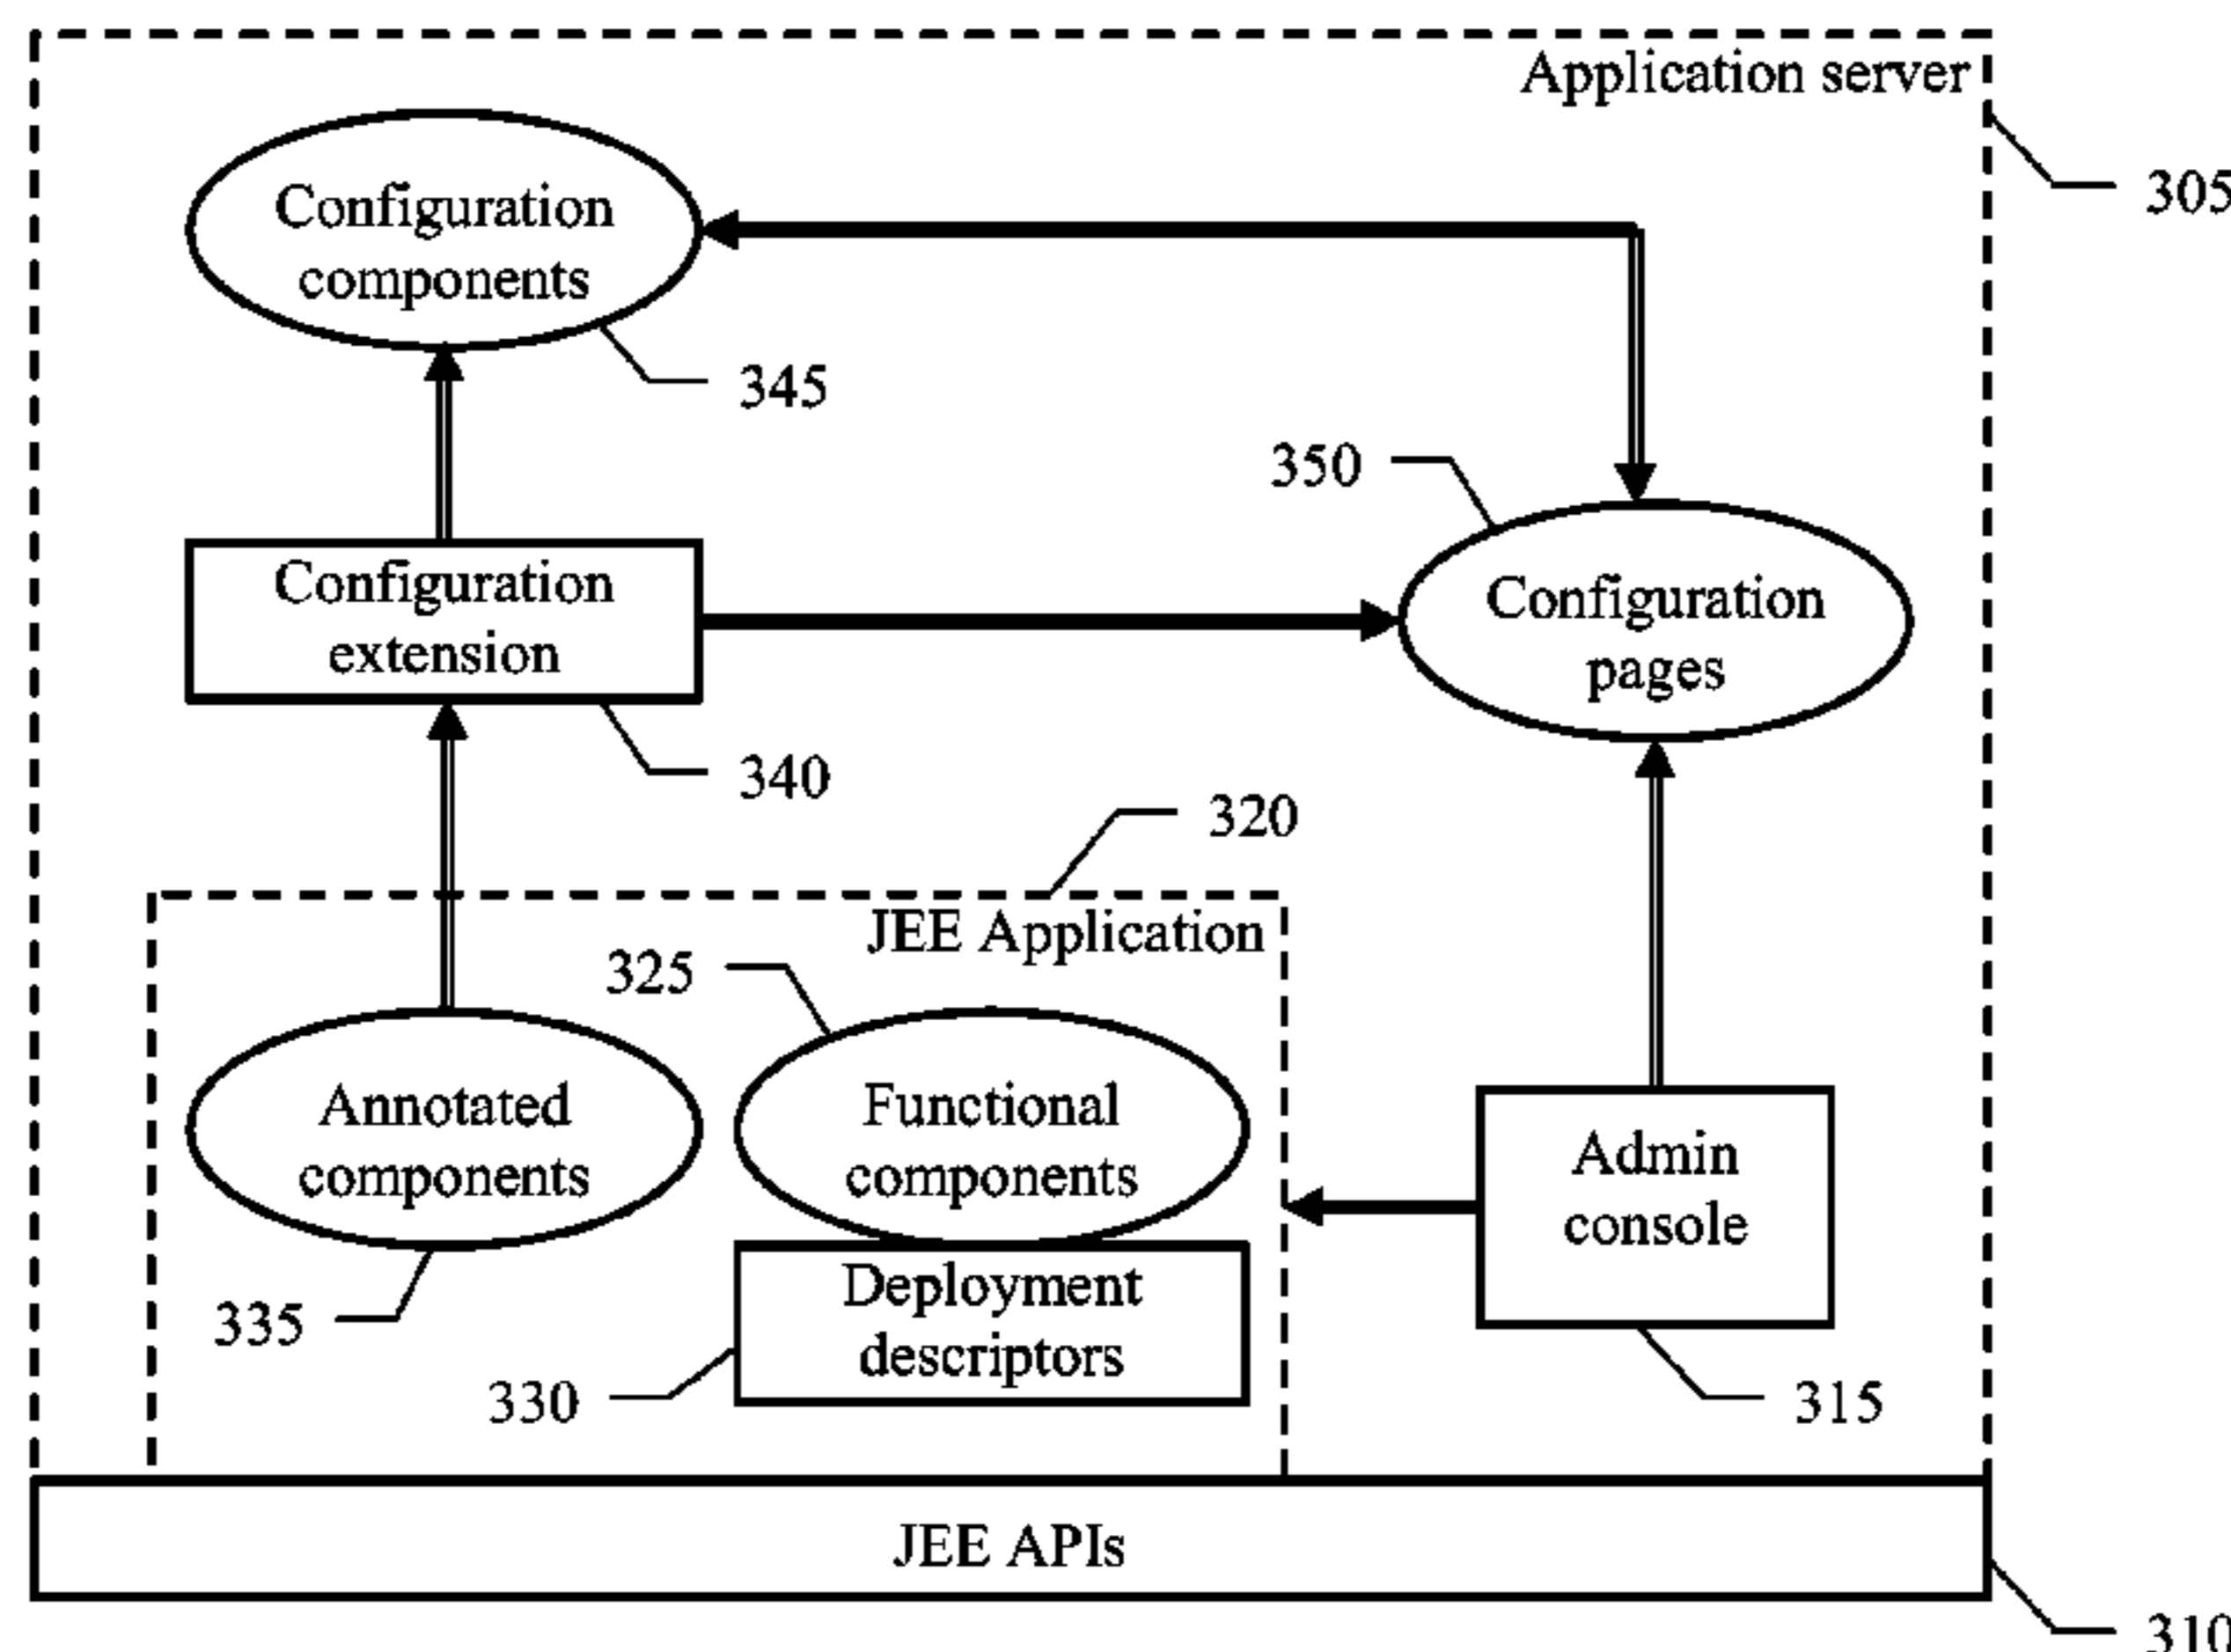 Application server
305
Configuration
components
345
350
Configuration
extension
Configuration
pages
340
320
JEE Application
325
Annotated
components
Functional
components
Admin
console
Deployment
descriptors
335
330
315
JEE APIs
310